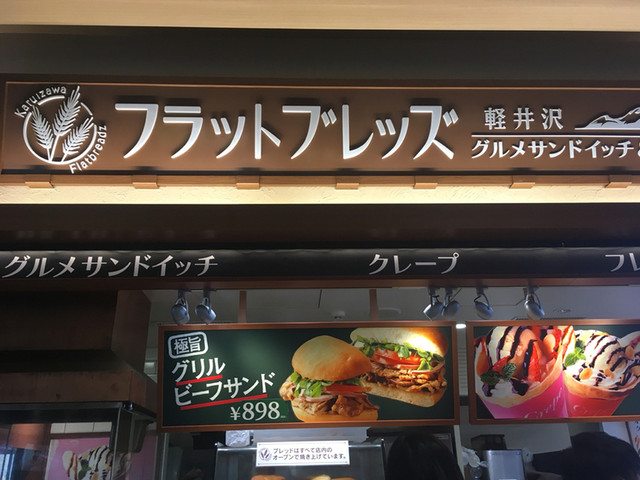 Karuizawa
Flatbreadz
フラットブレッズ
軽井沢
グルメサンドイッチ&
グルメサンドイッチ
クレープ
フレ
極旨
グリル
ビーフサンド
¥898
ブレッドはすべて店内の
オーブンで焼き上げています。